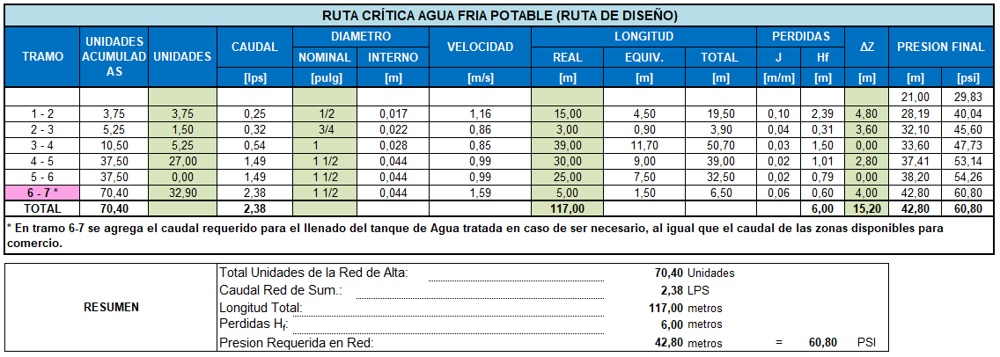 RUTA CRÍTICA AGUA FRIA POTABLE (RUTA DE DISEÑO)
TRAMO UNIDADES ACUMULADAS UNIDADES CAUDAL DIAMETRO VELOCIDAD LONGITUD PERDIDAS ΔZ PRESION FINAL
NOMINAL INTERNO REAL EQUIV. TOTAL J Hf
[lps] [pulg] [m] [m/s] [m] [m] [m] [m/m] [m] [m] [m] [psi]
21,00 29,83
1 - 2 3,75 3,75 0,25 1/2 0,017 1,16 15,00 4,50 19,50 0,10 2,39 4,80 28,19 40,04
2 - 3 5,25 1,50 0,32 3/4 0,022 0,86 3,00 0,90 3,90 0,04 0,31 3,60 32,10 45,60
3 - 4 10,50 5,25 0,54 1 0,028 0,85 39,00 11,70 50,70 0,03 1,50 0,00 33,60 47,73
4 - 5 37,50 27,00 1,49 1 1/2 0,044 0,99 30,00 9,00 39,00 0,02 1,01 2,80 37,41 53,14
5 - 6 37,50 0,00 1,49 1 1/2 0,044 0,99 25,00 7,50 32,50 0,02 0,79 0,00 38,20 54,26
6 - 7 * 70,40 32,90 2,38 1 1/2 0,044 1,59 5,00 1,50 6,50 0,06 0,60 4,00 42,80 60,80
TOTAL 70,40 2,38 117,00 6,00 15,20 42,80 60,80
* En tramo 6-7 se agrega el caudal requerido para el llenado del tanque de Agua tratada en caso de ser necesario, al igual que el caudal de las zonas disponibles para
comercio.
RESUMEN
Total Unidades de la Red de Alta: 70,40 Unidades
Caudal Red de Sum.: 2,38 LPS
Longitud Total: 117,00 metros
Perdidas Hf: 6,00 metros
Presion Requerida en Red: 42,80 metros = 60,80 PSI